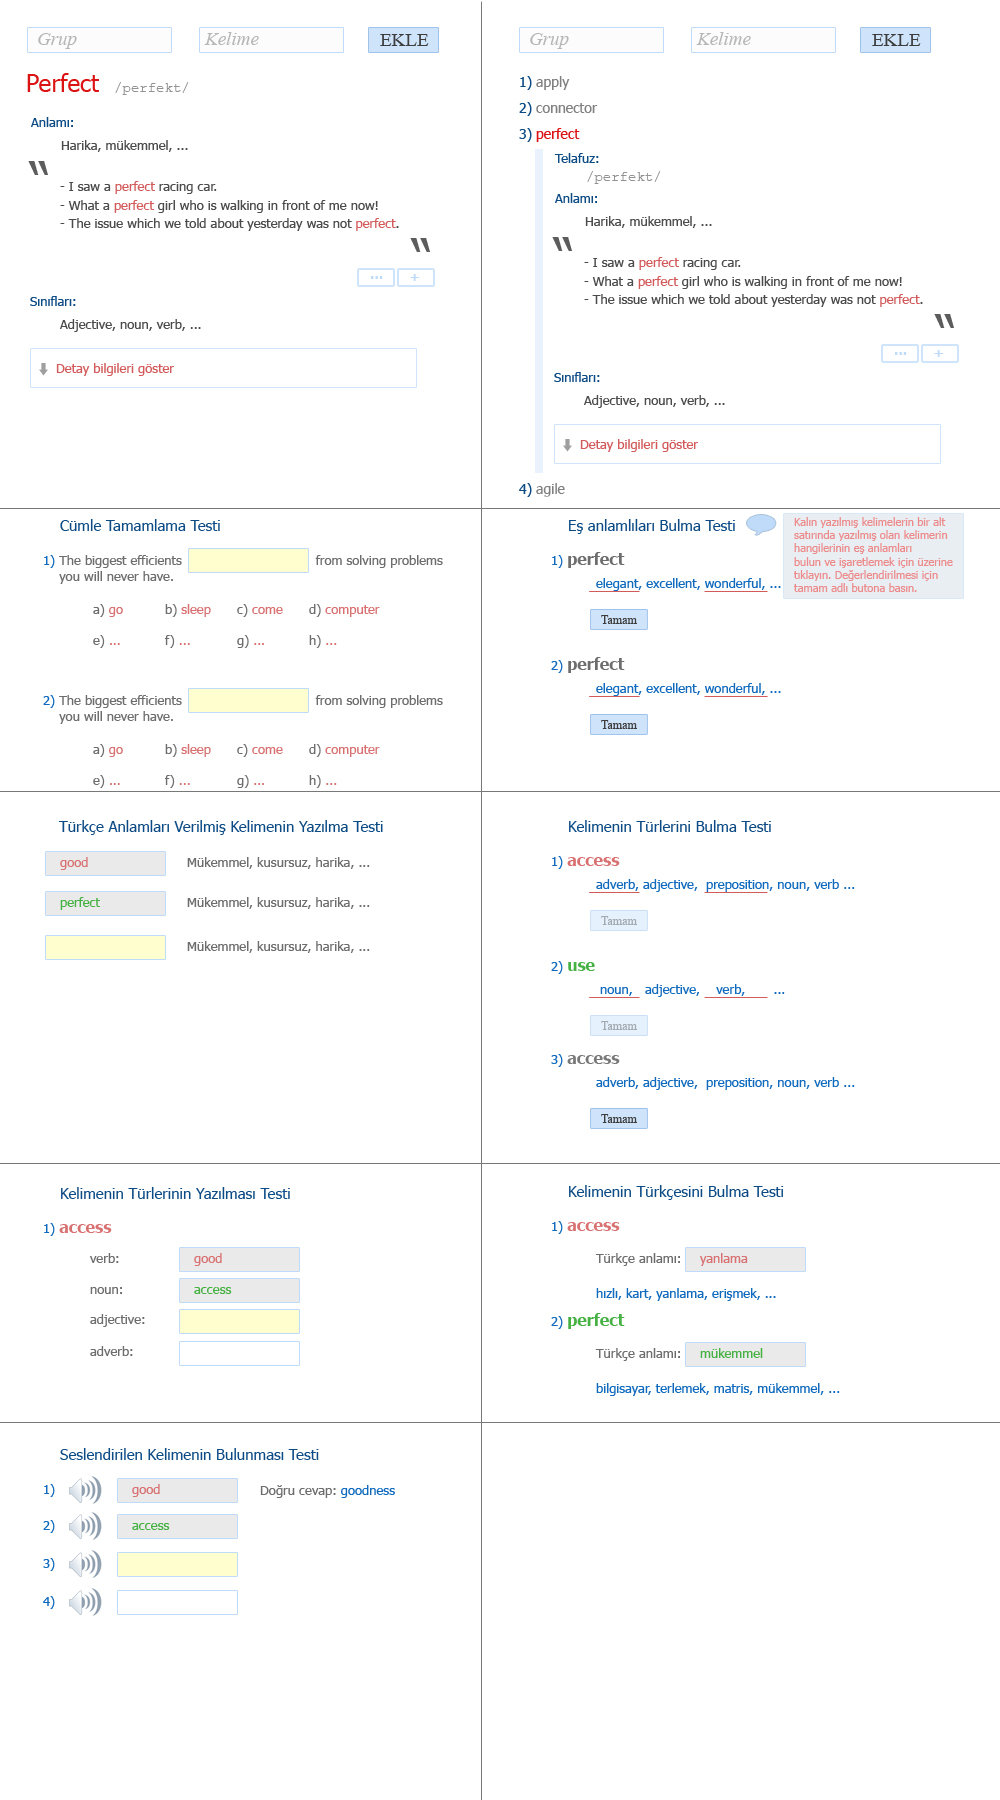 Grup Kelime EKLE
Perfect /perfekt/
Anlamı:
Harika, mükemmel, ...
- I saw a perfect racing car.
- What a perfect girl who is walking in front of me now!
- The issue which we told about yesterday was not perfect.
... +
Sınıfları:
Adjective, noun, verb, ...
Detay bilgileri göster
Grup Kelime EKLE
1) apply
2) connector
3) perfect
Telafuz:
/perfekt/
Anlamı:
Harika, mükemmel, ...
- I saw a perfect racing car.
- What a perfect girl who is walking in front of me now!
- The issue which we told about yesterday was not perfect.
... +
Sınıfları:
Adjective, noun, verb, ...
Detay bilgileri göster
4) agile
Cümle Tamamlama Testi
1) The biggest efficients from solving problems
you will never have.
a) go b) sleep c) come d) computer
e) ... f) ... g) ... h) ...
2) The biggest efficients from solving problems
you will never have.
a) go b) sleep c) come d) computer
e) ... f) ... g) ... h) ...
Eş anlamlıları Bulma Testi
Kalın yazılmış kelimelerin bir alt
satırında yazılmış olan kelimerin
hangilerinin eş anlamları
bulun ve işaretlemek için üzerine
tıklayın. Değerlendirilmesi için
tamam adlı butona basın.
1) perfect
elegant, excellent, wonderful, ...
Tamam
2) perfect
elegant, excellent, wonderful, ...
Tamam
Türkçe Anlamları Verilmiş Kelimenin Yazılma Testi
good Mükemmel, kusursuz, harika, ...
perfect Mükemmel, kusursuz, harika, ...
Mükemmel, kusursuz, harika, ...
Kelimenin Türlerini Bulma Testi
1) access
adverb, adjective, preposition, noun, verb ...
Tamam
2) use
noun, adjective, verb, ...
Tamam
3) access
adverb, adjective, preposition, noun, verb ...
Tamam
Kelimenin Türlerinin Yazılması Testi
1) access
verb: good
noun: access
adjective:
adverb:
Kelimenin Türkçesini Bulma Testi
1) access
Türkçe anlamı: yanlama
hızlı, kart, yanlama, erişmek, ...
2) perfect
Türkçe anlamı: mükemmel
bilgisayar, terlemek, matris, mükemmel, ...
Seslendirilen Kelimenin Bulunması Testi
1) good Doğru cevap: goodness
2) access
3)
4)